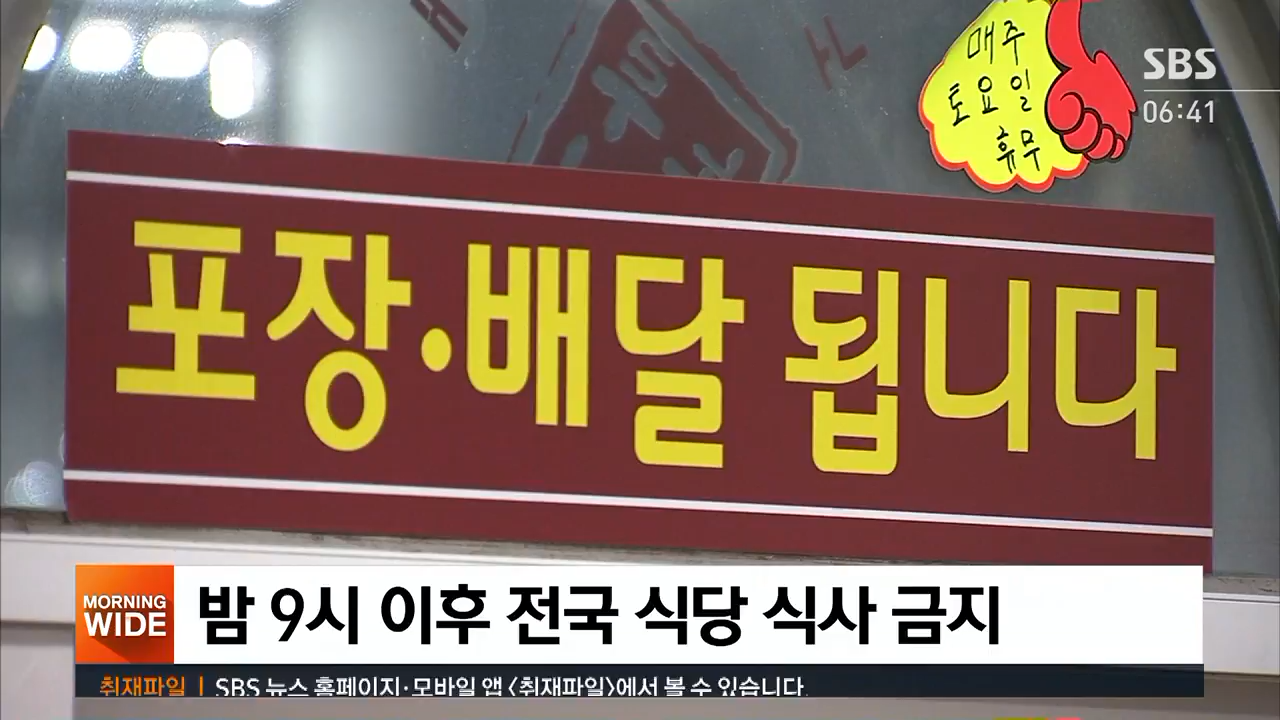 매주
토요일
휴무
SBS
06:41
포장·배달 됩니다
MORNING
WIDE
밤 9시 이후 전국 식당 식사 금지
취재파일 | SBS 뉴스 홈페이지·모바일 앱 <취재파일>에서 볼 수 있습니다.